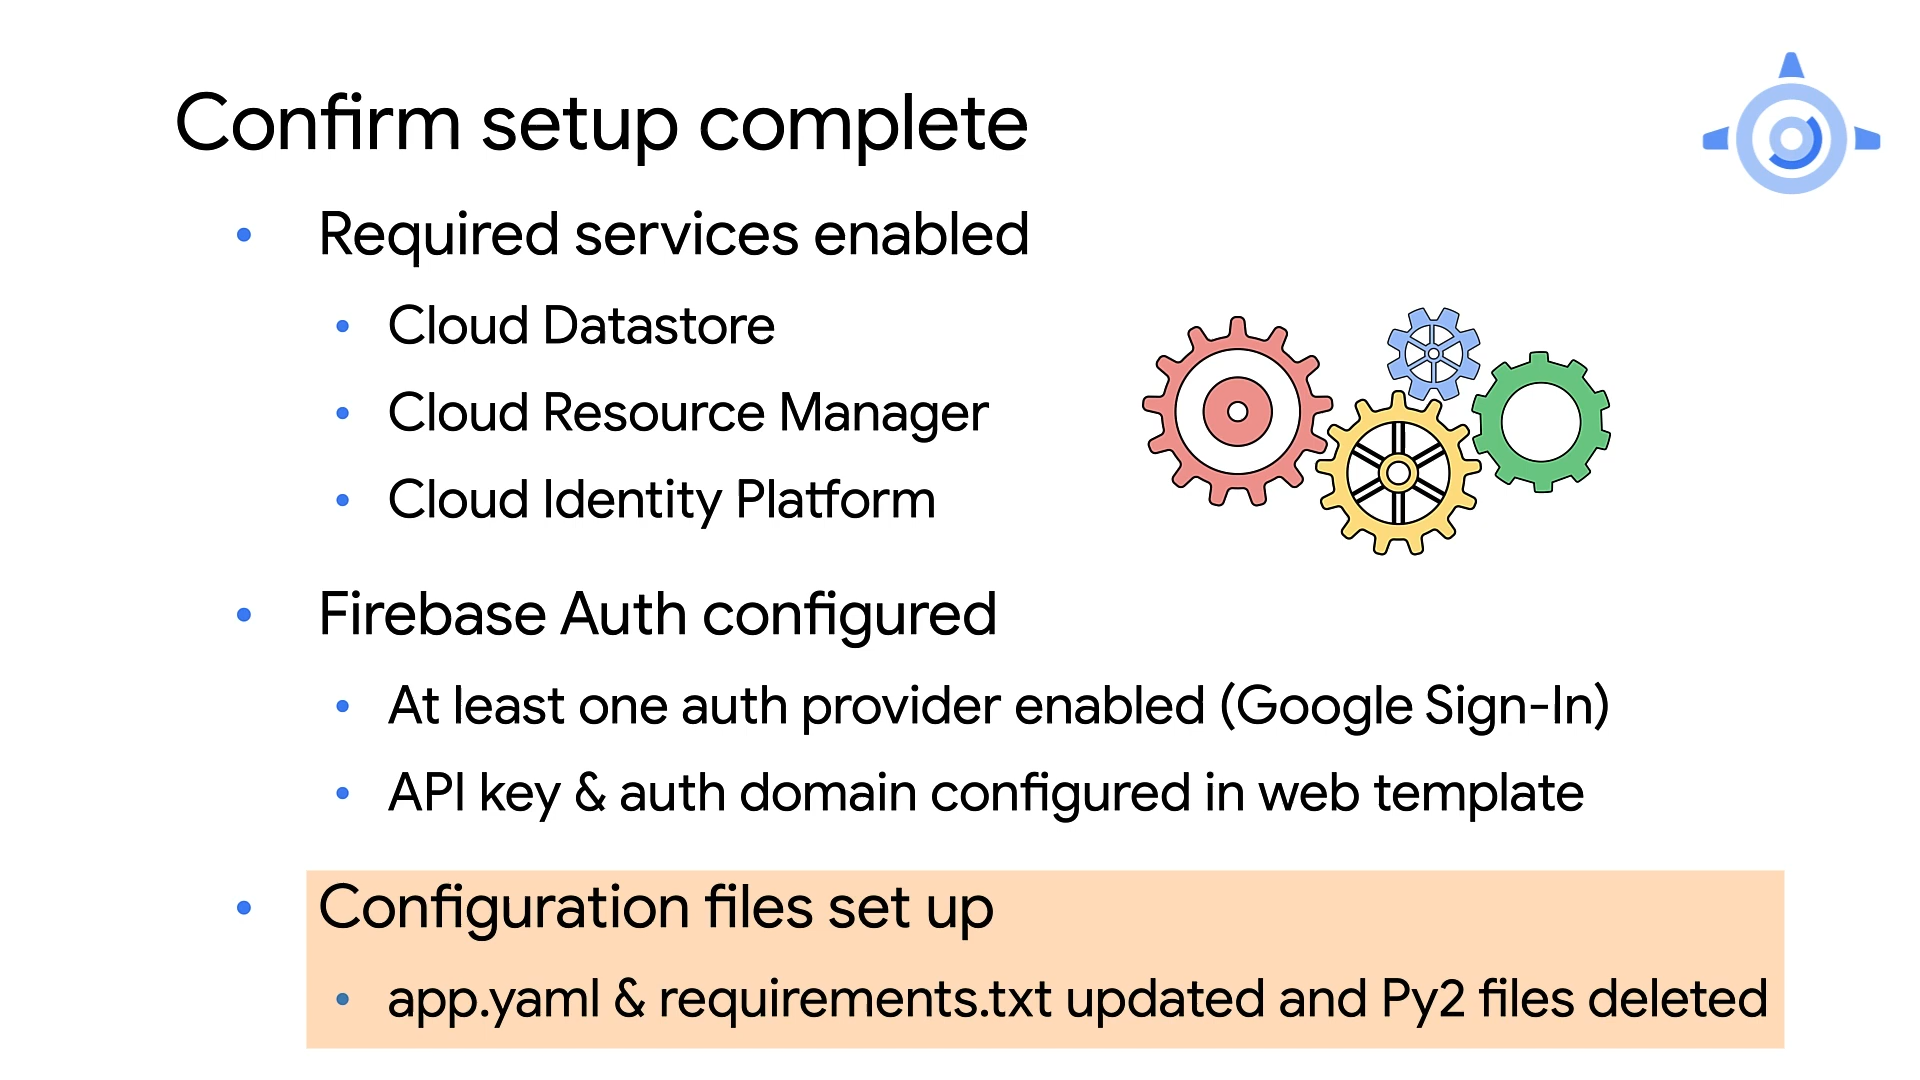 Confirm setup complete
• Required services enabled
• Cloud Datastore
• Cloud Resource Manager
• Cloud Identity Platform
• Firebase Auth configured
• At least one auth provider enabled (Google Sign-In)
• API key & auth domain configured in web template
• Configuration files set up
• app.yaml & requirements.txt updated and Py2 files deleted